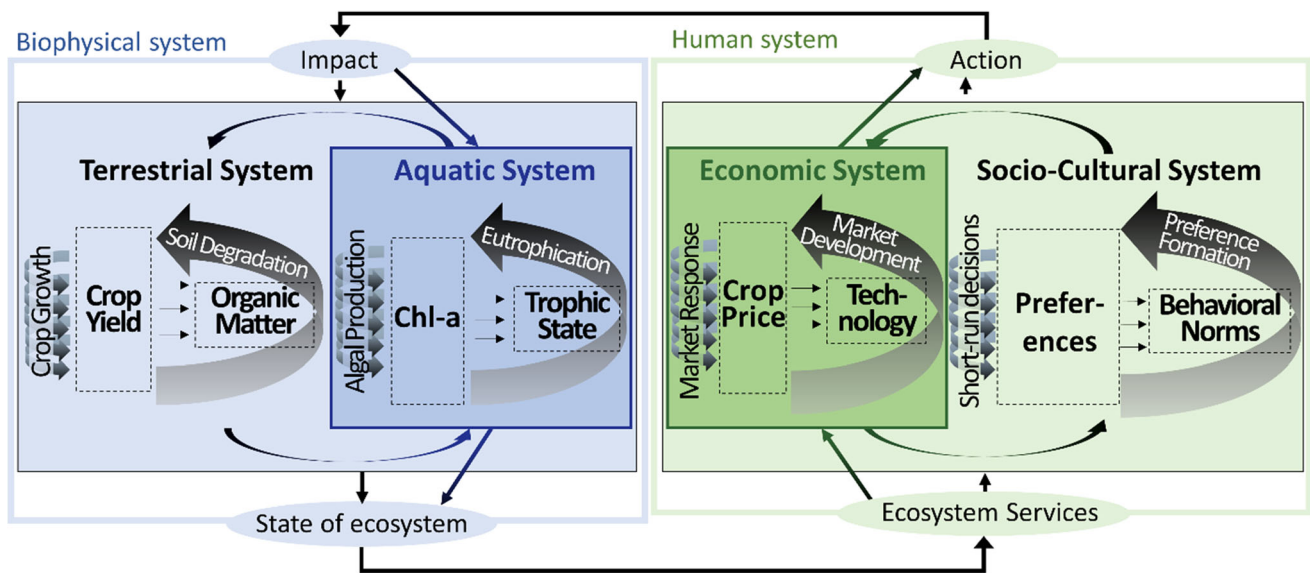 Biophysical system
Impact
Human system
Action
Terrestrial System
Crop Growth
Crop
Yield
Soil Degradation
Organic
Matter
Aquatic System
Algal Production
Chl-a
Eutrophication
Trophic
State
Economic System
Market Response
Crop
Price
Market
Development
Tech-
nology
Socio-Cultural System
Short-run decisions
Prefer-
ences
Preference
Formation
Behavioral
Norms
State of ecosystem
Ecosystem Services